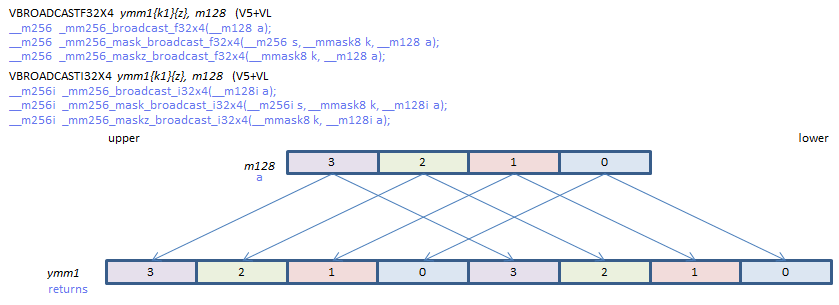 VBROADCASTF32X4 ymm1{k1}{z}, m128 (V5+VL
__m256 _mm256_broadcast_f32x4(__m128 a);
__m256 _mm256_mask_broadcast_f32x4(__m256 s, __mmask8 k, __m128 a);
__m256 _mm256_maskz_broadcast_f32x4(__mmask8 k, __m128 a);
VBROADCASTI32X4 ymm1{k1}{z}, m128 (V5+VL
__m256i _mm256_broadcast_i32x4(__m128i a);
__m256i _mm256_mask_broadcast_i32x4(__m256i s, __mmask8 k, __m128i a);
__m256i _mm256_maskz_broadcast_i32x4(__mmask8 k, __m128i a);
upper lower
m128 3 2 1 0
a
ymm1 3 2 1 0 3 2 1 0
returns